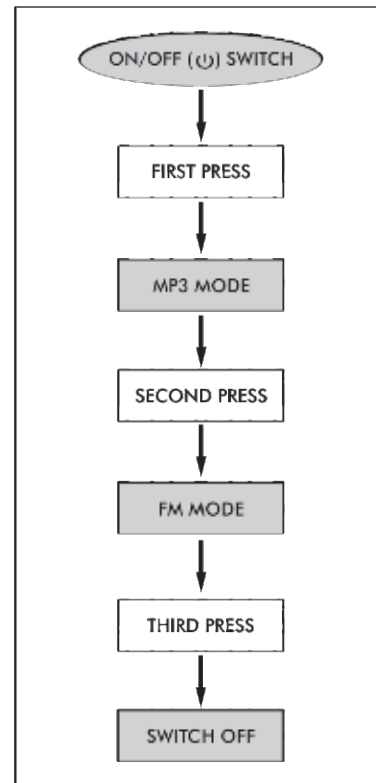 ON/OFF (⏻) SWITCH
FIRST PRESS
MP3 MODE
SECOND PRESS
FM MODE
THIRD PRESS
SWITCH OFF